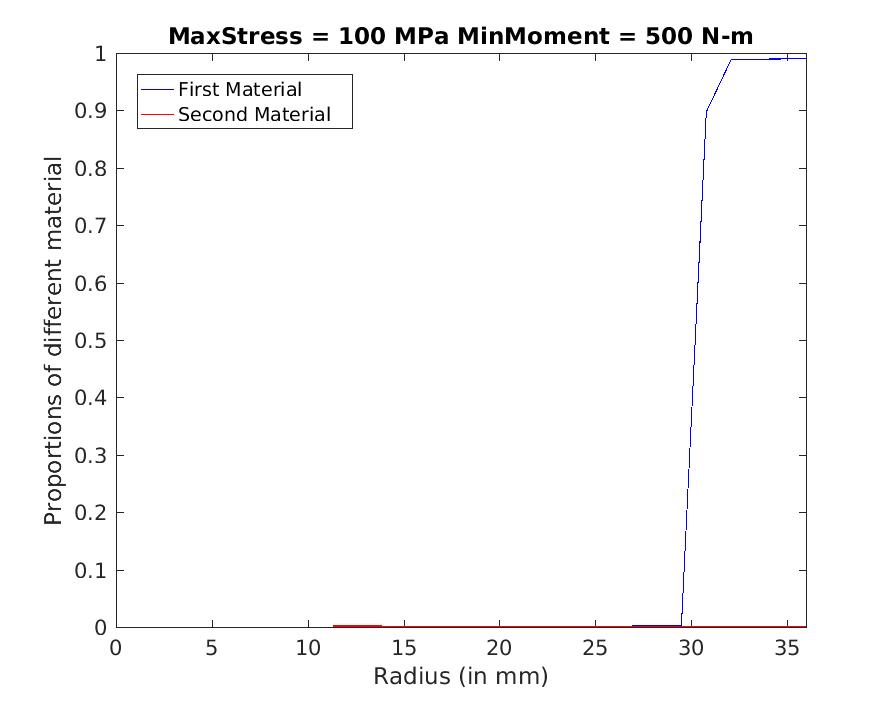 MaxStress = 100 MPa MinMoment = 500 N-m
1
First Material
Second Material
0.9
0.8
0.7
0.6
0.5
0.4
0.3
0.2
0.1
0
Proportions of different material
0 5 10 15 20 25 30 35
Radius (in mm)